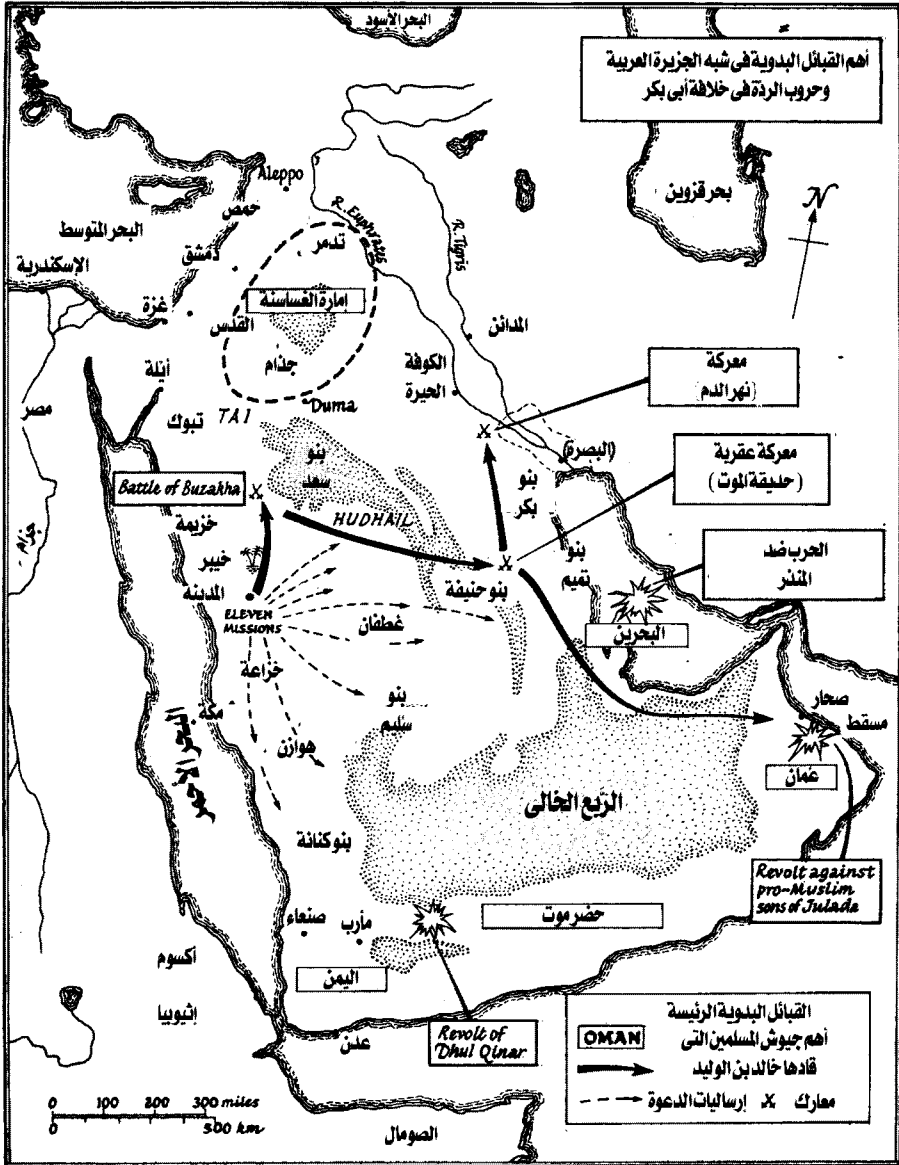 البحر الأسود
أهم القبائل البدوية فى شبه الجزيرة العربية
وحروب الردّة فى خلافة أبى بكر
بحر قزوين
N
Aleppo
حمص
R. Euphrates
R. Tigris
البحر المتوسط
تدمر
دمشق
الإسكندرية
إمارة الغساسنة
غزة
القدس
المدائن
جذام
الكوفة
معركة
(نهر الدم)
أيلة
الحيرة
مصر
تبوك
TAI
Duma
(البصرة)
معركة عقربة
(حديقة الموت)
بنو
سعد
بنو
بكر
Battle of Buzakha
HUDHAIL
خزيمة
جذام
بنو
تميم
الحرب ضد
المنذر
خيبر
المدينه
بنو حنيفة
ELEVEN
MISSIONS
غطفان
البحرين
خزاعة
بنو
سليم
صحار
مسقط
مكة
هوازن
البحر الأحمر
عمان
الربع الخالى
بنو كنانة
Revolt against
pro-Muslim
sons of Julada
صنعاء
مأرب
حضرموت
أكسوم
اليمن
إثيوبيا
عدن
Revolt of
Dhul Qinar
القبائل البدوية الرئيسة
OMAN أهم جيوش المسلمين التى
قادها خالد بن الوليد
معارك إرساليات الدعوة
0 100 200 300 miles
0 500 km
الصومال